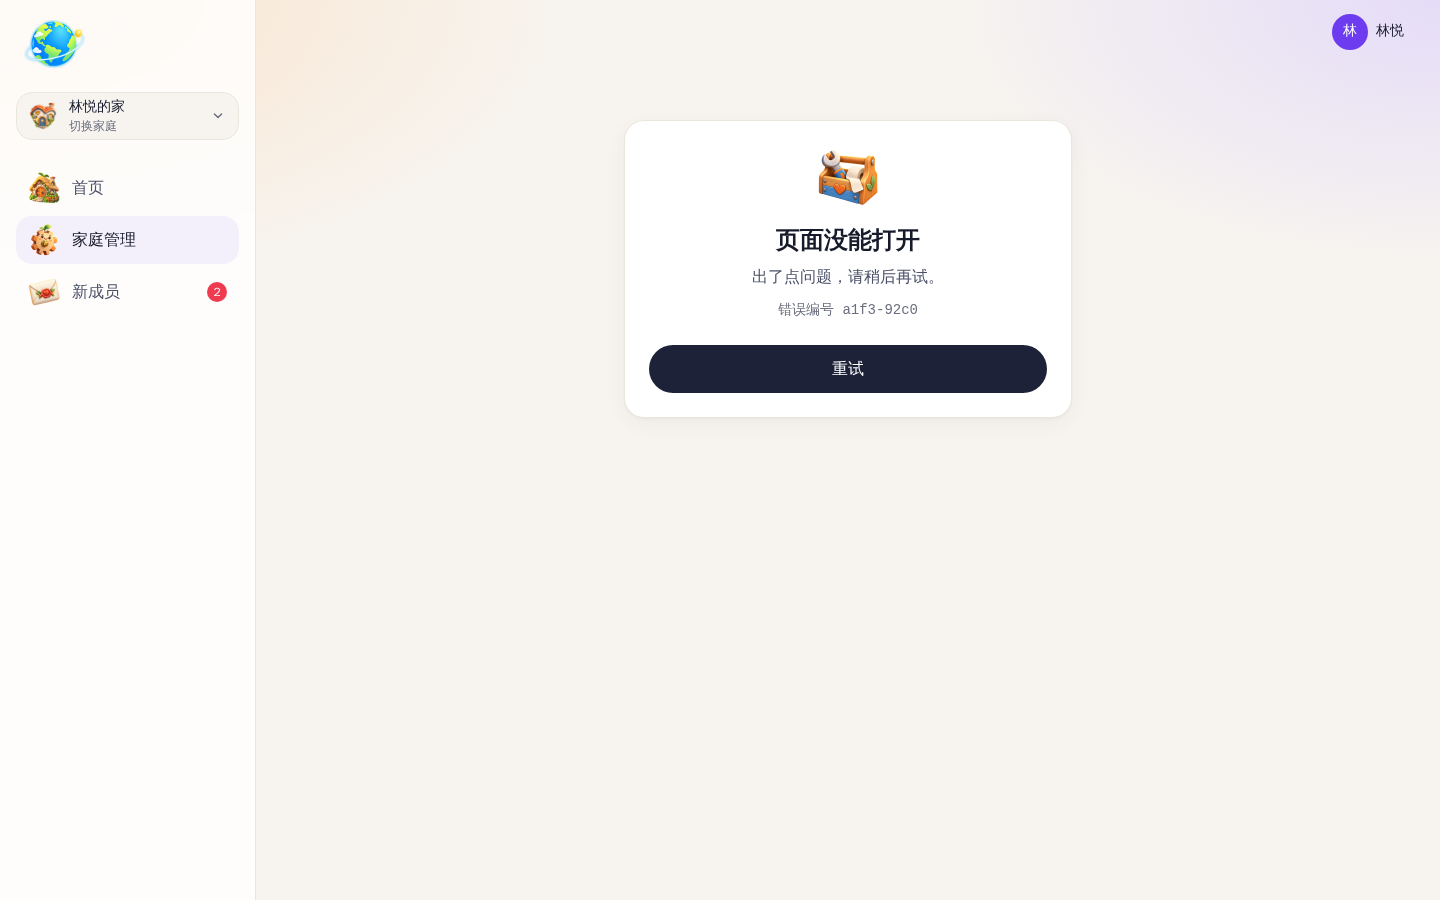 林悦的家
切换家庭
首页
家庭管理
新成员
2
林
林悦
页面没能打开
出了点问题，请稍后再试。
错误编号 a1f3-92c0
重试